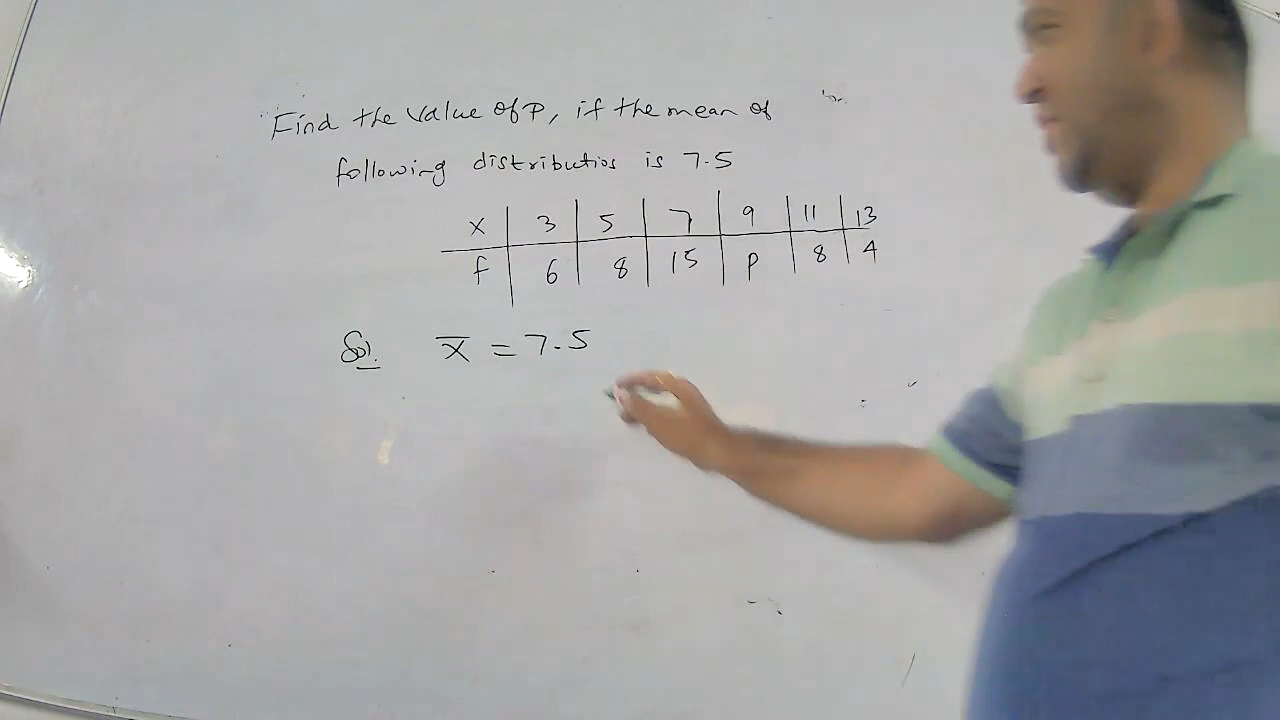 Find the value of P, if the mean of
following distributios is 7.5
x 3 5 7 9 11 13
f 6 8 15 P 8 4
Sol. x̅ = 7.5